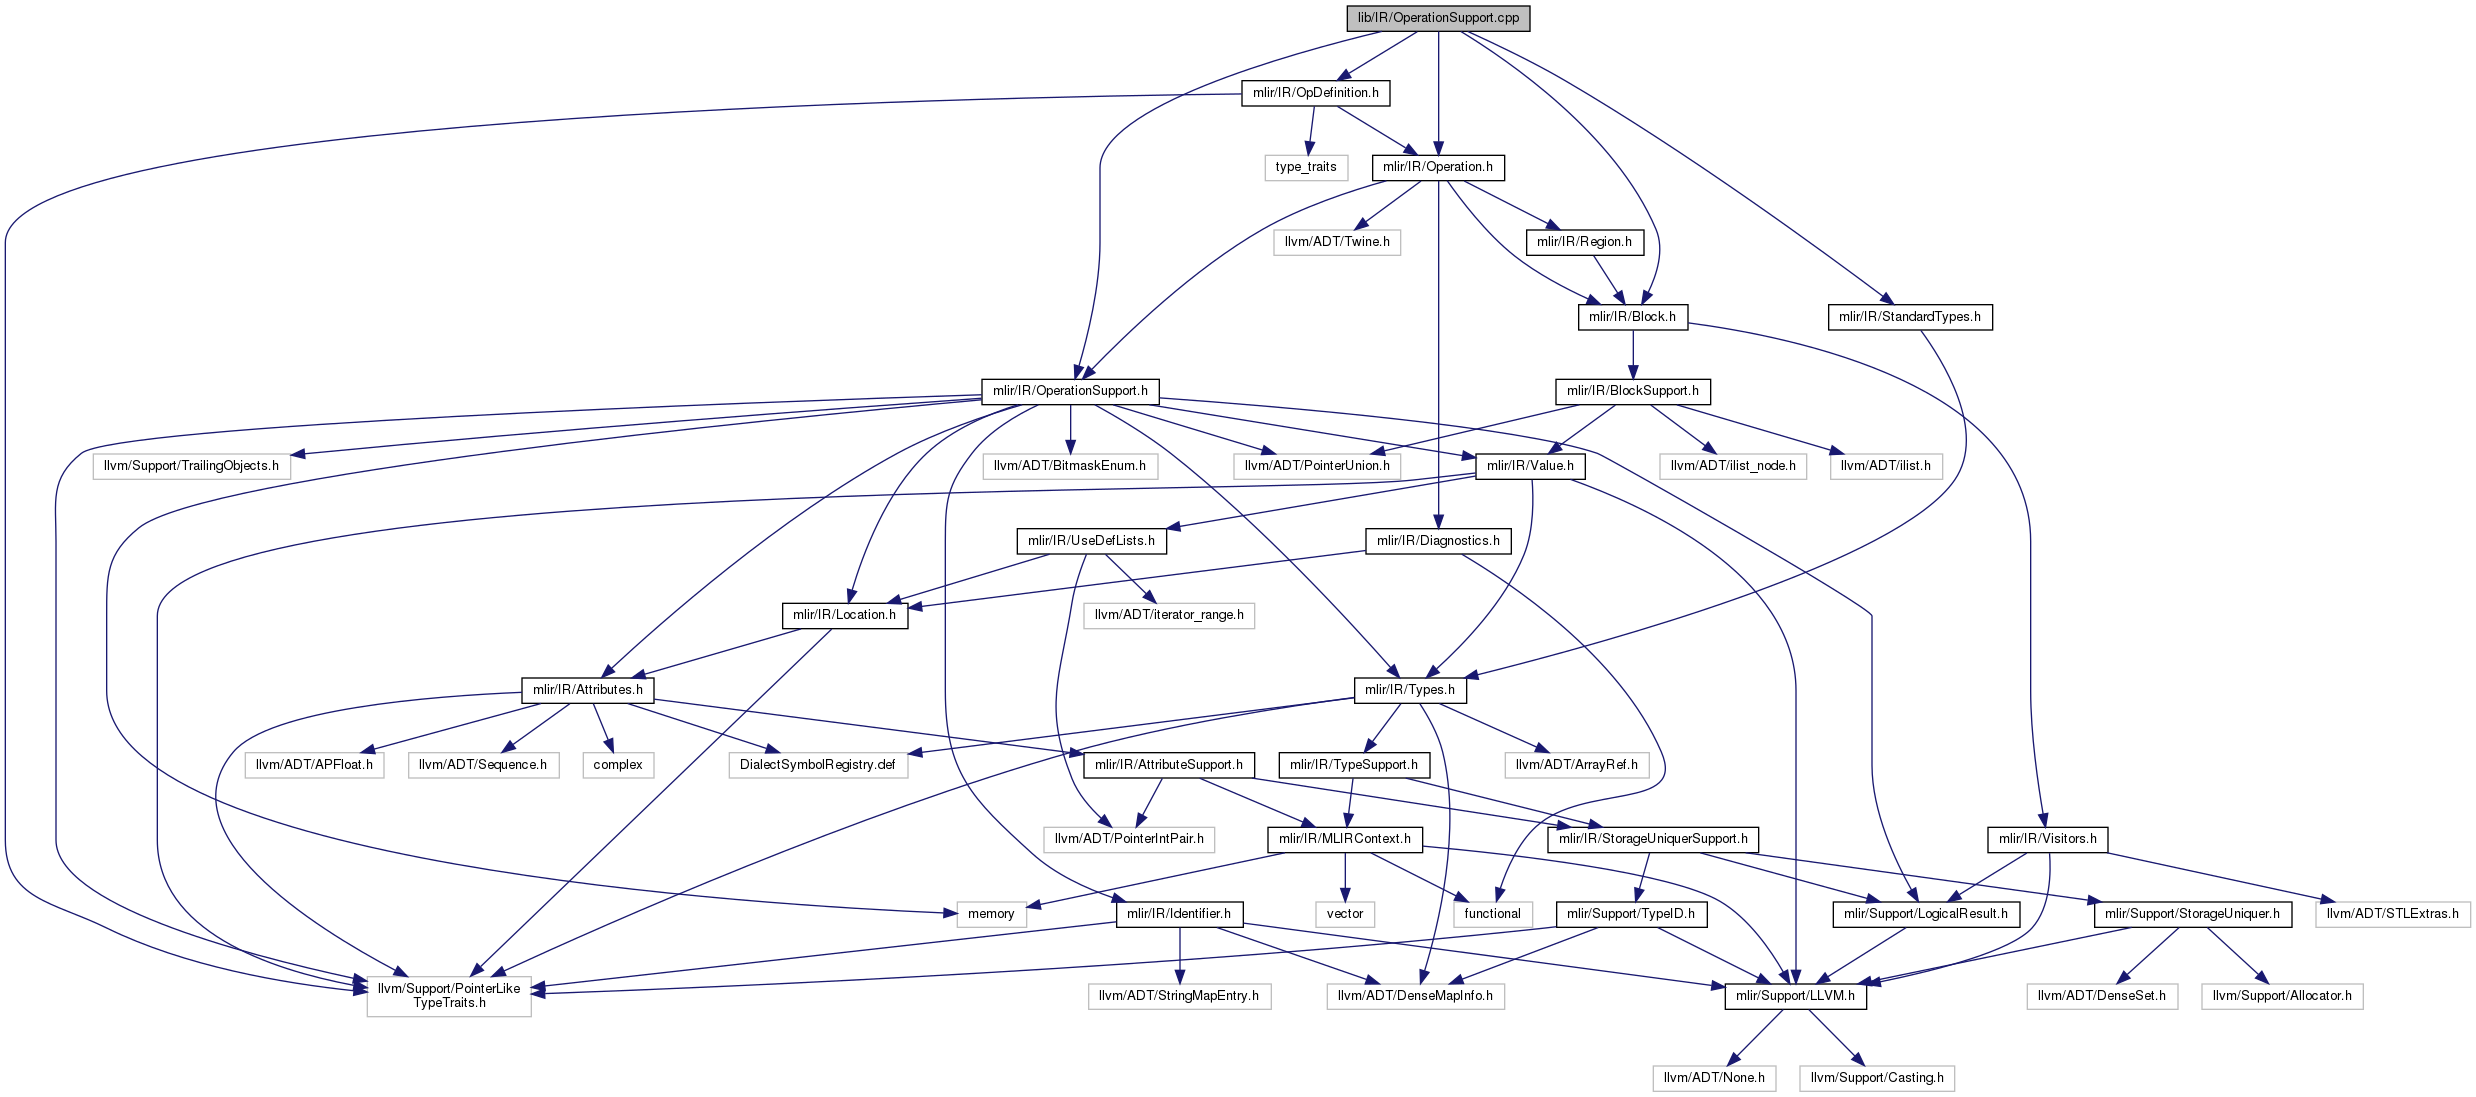 lib/IR/OperationSupport.cpp
mlir/IR/OpDefinition.h
type_traits
mlir/IR/Operation.h
llvm/ADT/Twine.h
mlir/IR/Region.h
mlir/IR/Block.h
mlir/IR/StandardTypes.h
mlir/IR/OperationSupport.h
mlir/IR/BlockSupport.h
llvm/Support/TrailingObjects.h
llvm/ADT/BitmaskEnum.h
llvm/ADT/PointerUnion.h
mlir/IR/Value.h
llvm/ADT/ilist_node.h
llvm/ADT/ilist.h
mlir/IR/UseDefLists.h
mlir/IR/Diagnostics.h
mlir/IR/Location.h
llvm/ADT/iterator_range.h
mlir/IR/Attributes.h
mlir/IR/Types.h
llvm/ADT/APFloat.h
llvm/ADT/Sequence.h
complex
DialectSymbolRegistry.def
mlir/IR/AttributeSupport.h
mlir/IR/TypeSupport.h
llvm/ADT/ArrayRef.h
llvm/ADT/PointerIntPair.h
mlir/IR/MLIRContext.h
mlir/IR/StorageUniquerSupport.h
mlir/IR/Visitors.h
memory
mlir/IR/Identifier.h
vector
functional
mlir/Support/TypeID.h
mlir/Support/LogicalResult.h
mlir/Support/StorageUniquer.h
llvm/ADT/STLExtras.h
llvm/Support/PointerLike
TypeTraits.h
llvm/ADT/StringMapEntry.h
llvm/ADT/DenseMapInfo.h
mlir/Support/LLVM.h
llvm/ADT/DenseSet.h
llvm/Support/Allocator.h
llvm/ADT/None.h
llvm/Support/Casting.h